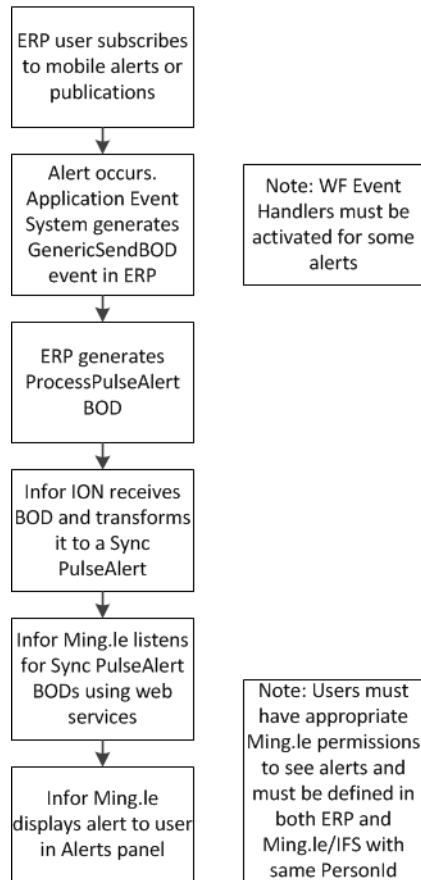 ERP user subscribes
to mobile alerts or
publications
Alert occurs.
Application Event
System generates
GenericSendBOD
event in ERP
Note: WF Event
Handlers must be
activated for some
alerts
ERP generates
ProcessPulseAlert
BOD
Infor ION receives
BOD and transforms
it to a Sync
PulseAlert
Infor Ming.le listens
for Sync PulseAlert
BODs using web
services
Infor Ming.le
displays alert to user
in Alerts panel
Note: Users must
have appropriate
Ming.le permissions
to see alerts and
must be defined in
both ERP and
Ming.le/IFS with
same PersonId